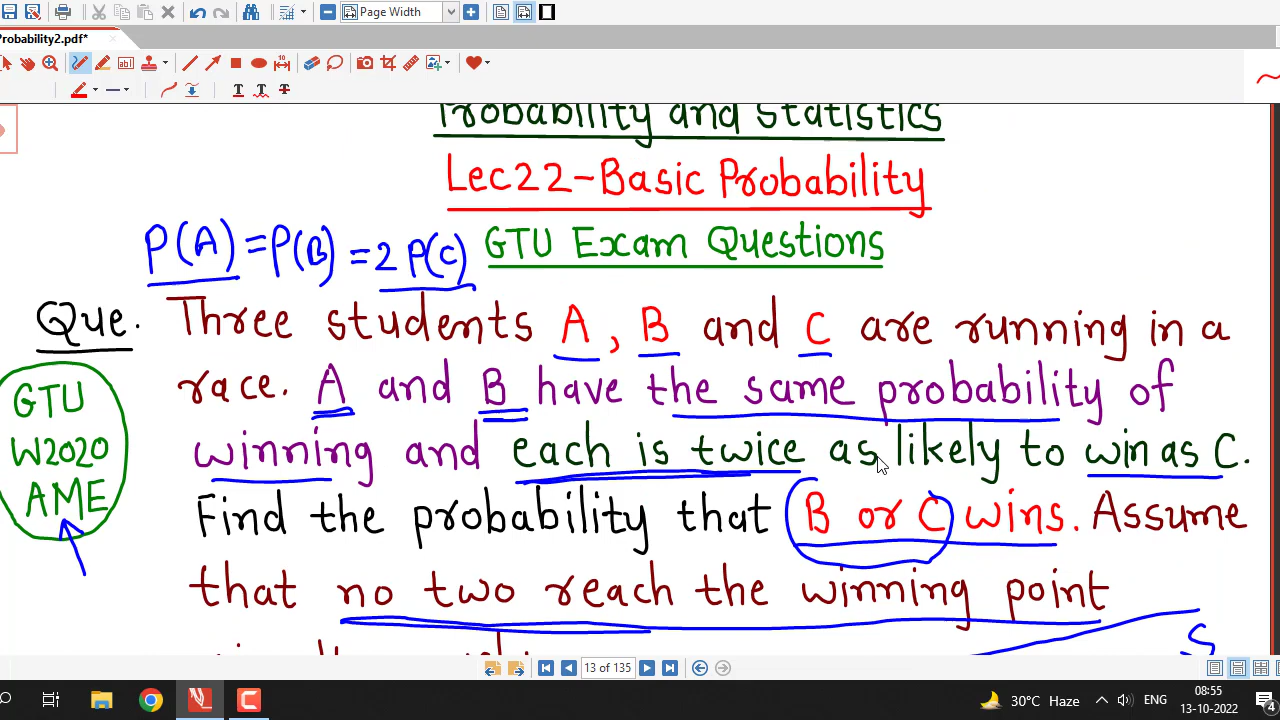 Page Width
Probability2.pdf*
Probability and Statistics
Lec22-Basic Probability
P(A) = P(B) = 2 P(C)
GTU Exam Questions
Que. Three students A, B and C are running in a
race. A and B have the same probability of
winning and each is twice as likely to win as C.
Find the probability that B or C wins. Assume
that no two reach the winning point
GTU
W2020
AME
S
13 of 135
30°C Haze
ENG
08:55
13-10-2022
4